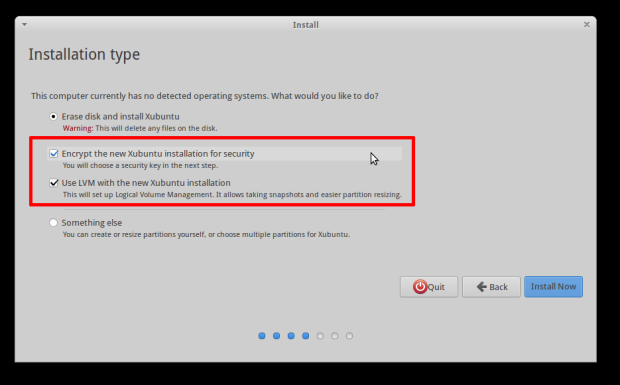 Install
Installation type
This computer currently has no detected operating systems. What would you like to do?
Erase disk and install Xubuntu
Warning: This will delete any files on the disk.
Encrypt the new Xubuntu installation for security
You will choose a security key in the next step.
Use LVM with the new Xubuntu installation
This will set up Logical Volume Management. It allows taking snapshots and easier partition resizing.
Something else
You can create or resize partitions yourself, or choose multiple partitions for Xubuntu.
Quit
Back
Install Now